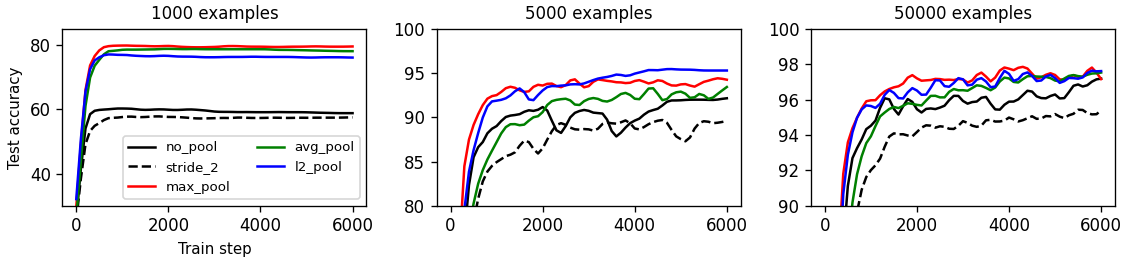 1000 examples
5000 examples
50000 examples
Test accuracy
80
60
40
0
2000
4000
6000
Train step
no_pool
stride_2
max_pool
avg_pool
l2_pool
100
95
90
85
80
0
2000
4000
6000
100
98
96
94
92
90
0
2000
4000
6000